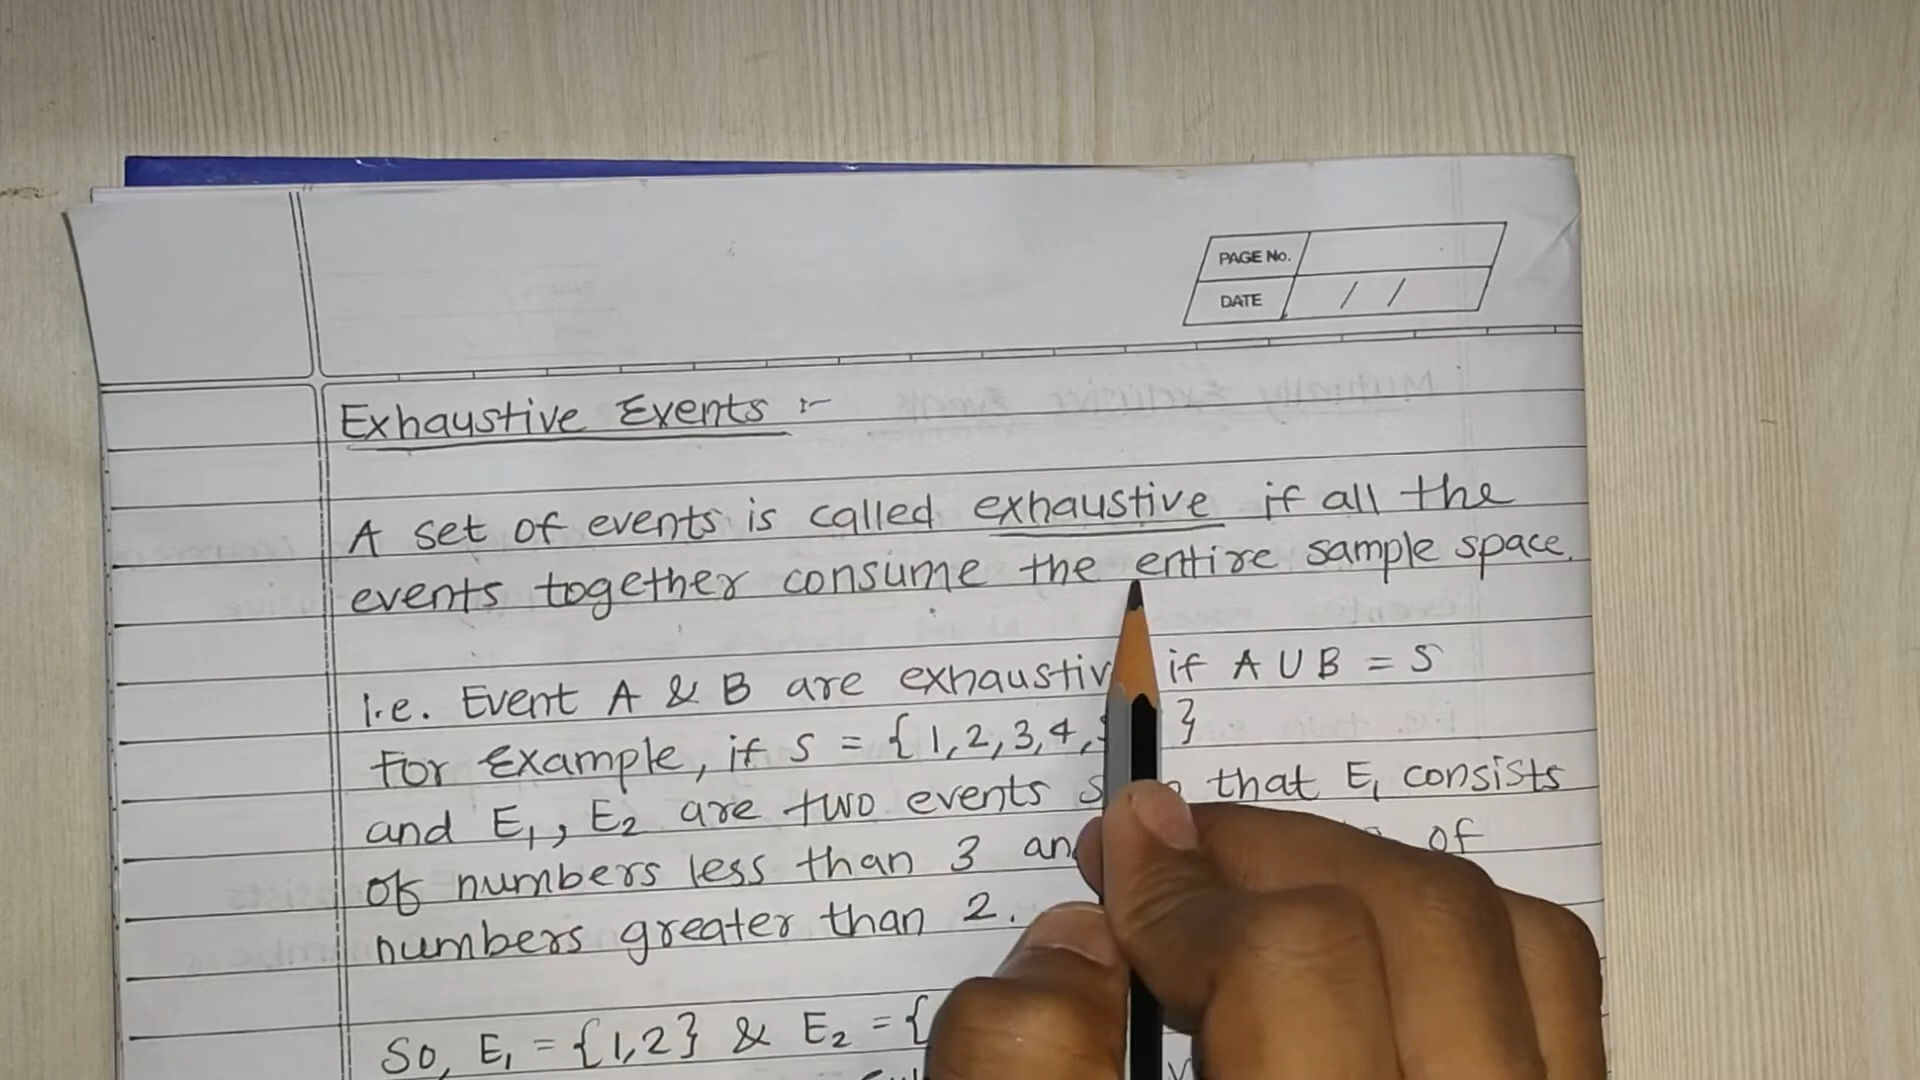 PAGE No.
DATE / /
Exhaustive Events :-
A set of events is called exhaustive if all the
events together consume the entire sample space.
i.e. Event A & B are exhaustiv if A U B = S
For Example, if S = { 1, 2, 3, 4, }
and E1, E2 are two events that E1 consists
of numbers less than 3 an of
numbers greater than 2.
So, E1 = {1,2} & E2 = {